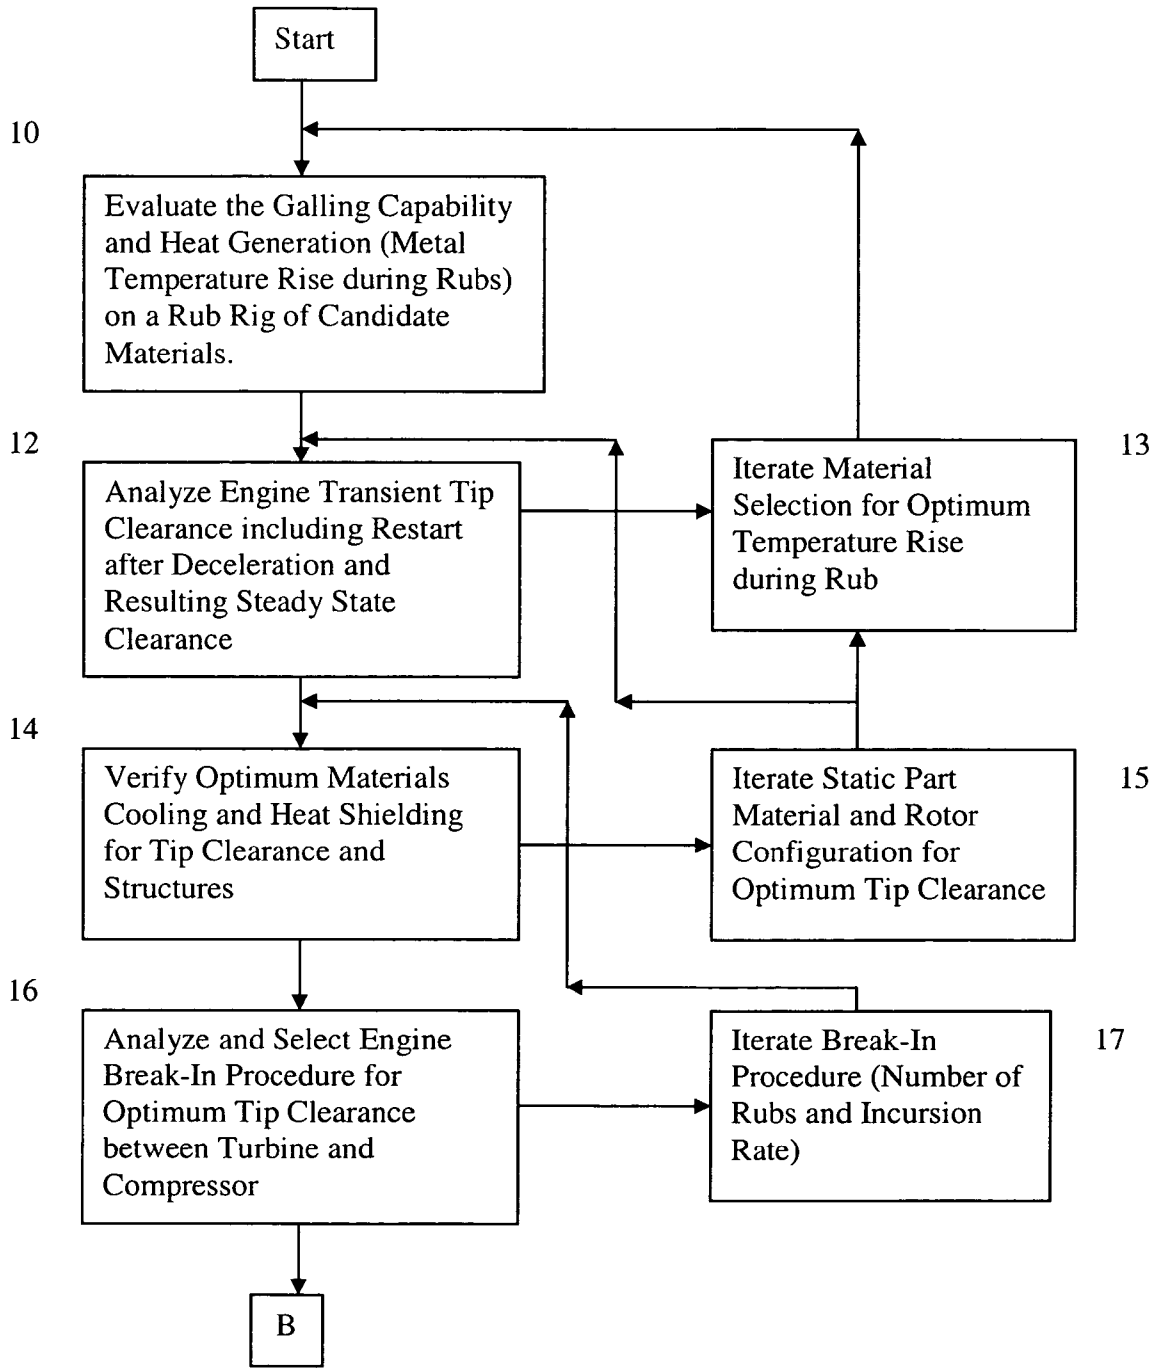 Start
10
Evaluate the Galling Capability
and Heat Generation (Metal
Temperature Rise during Rubs)
on a Rub Rig of Candidate
Materials.
12
Analyze Engine Transient Tip
Clearance including Restart
after Deceleration and
Resulting Steady State
Clearance
13
Iterate Material
Selection for Optimum
Temperature Rise
during Rub
14
Verify Optimum Materials
Cooling and Heat Shielding
for Tip Clearance and
Structures
15
Iterate Static Part
Material and Rotor
Configuration for
Optimum Tip Clearance
16
Analyze and Select Engine
Break-In Procedure for
Optimum Tip Clearance
between Turbine and
Compressor
17
Iterate Break-In
Procedure (Number of
Rubs and Incursion
Rate)
B